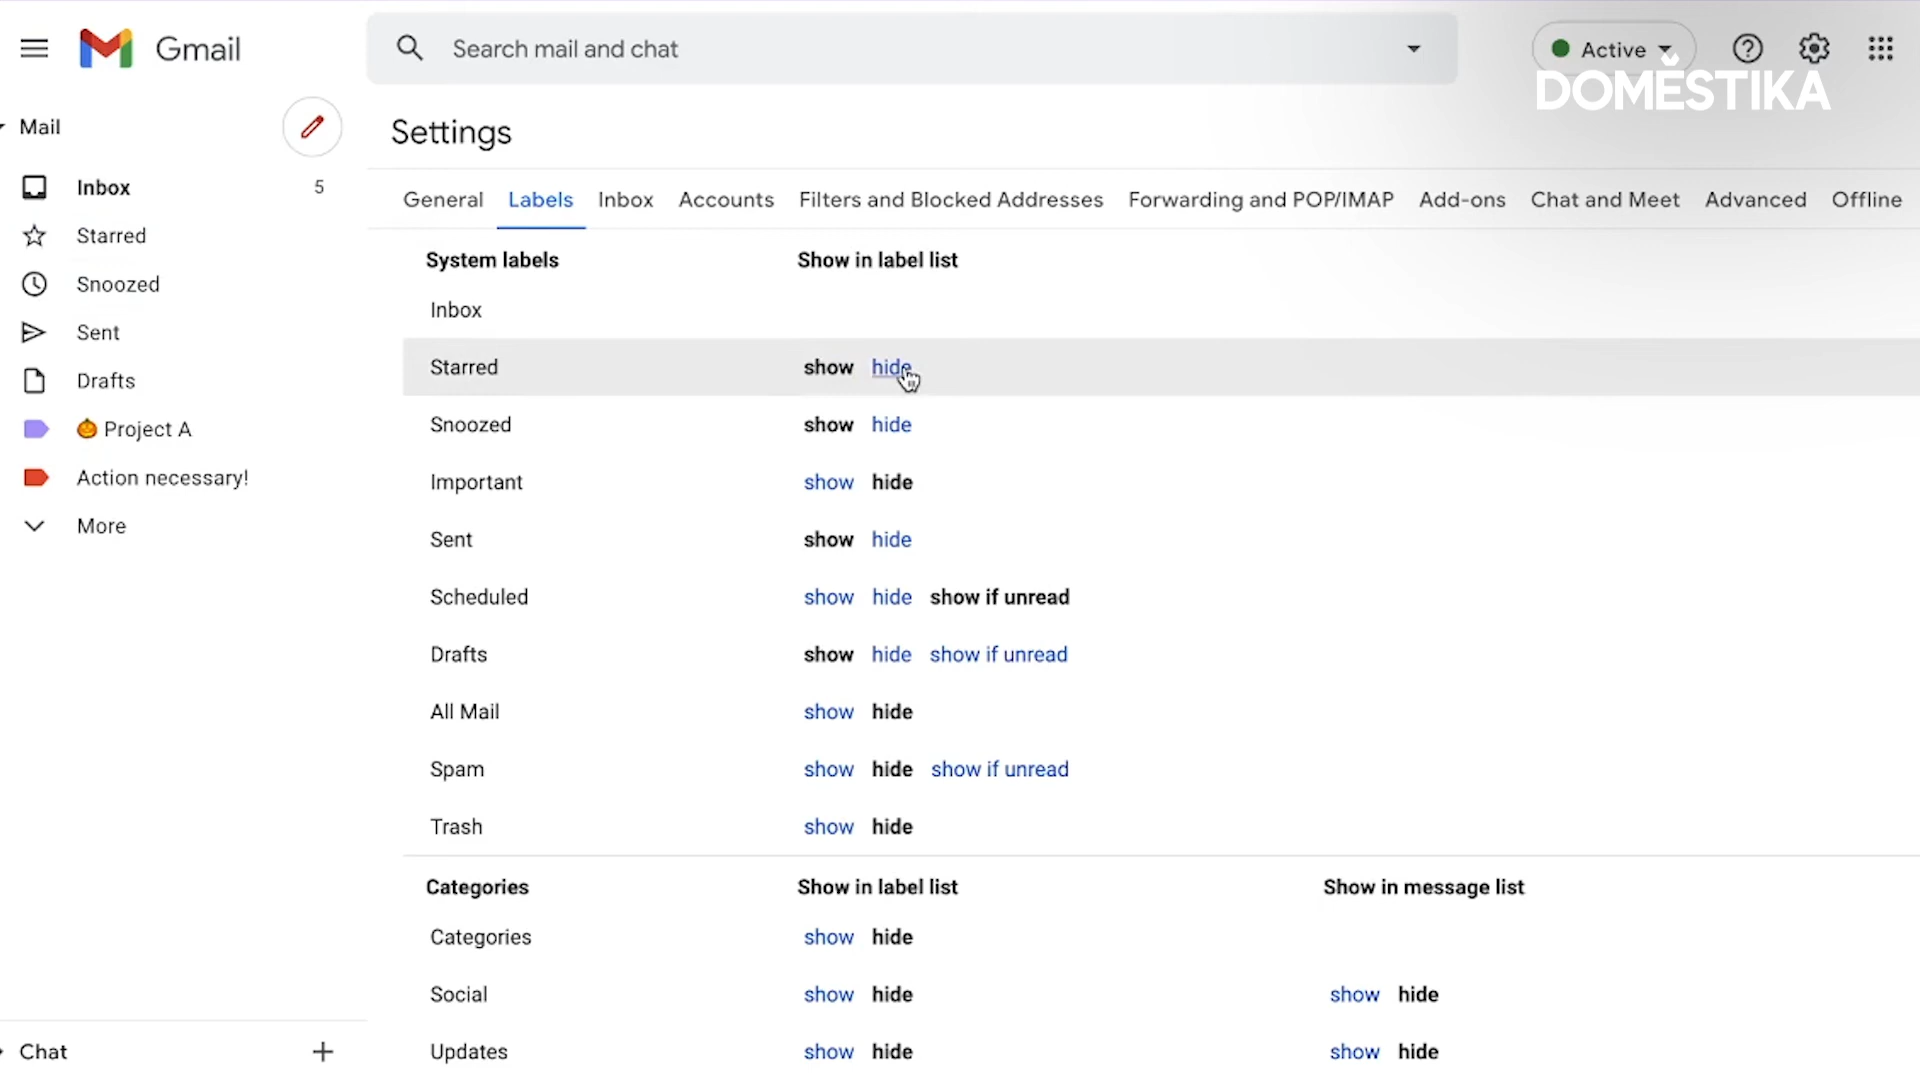 Gmail
Search mail and chat
Active
DOMĚSTIKA
Mail
Settings
Inbox 5
General Labels Inbox Accounts Filters and Blocked Addresses Forwarding and POP/IMAP Add-ons Chat and Meet Advanced Offline
Starred
Snoozed
Sent
Drafts
Project A
Action necessary!
More
System labels Show in label list
Inbox
Starred show hide
Snoozed show hide
Important show hide
Sent show hide
Scheduled show hide show if unread
Drafts show hide show if unread
All Mail show hide
Spam show hide show if unread
Trash show hide
Categories Show in label list Show in message list
Categories show hide
Social show hide show hide
Updates show hide show hide
Chat